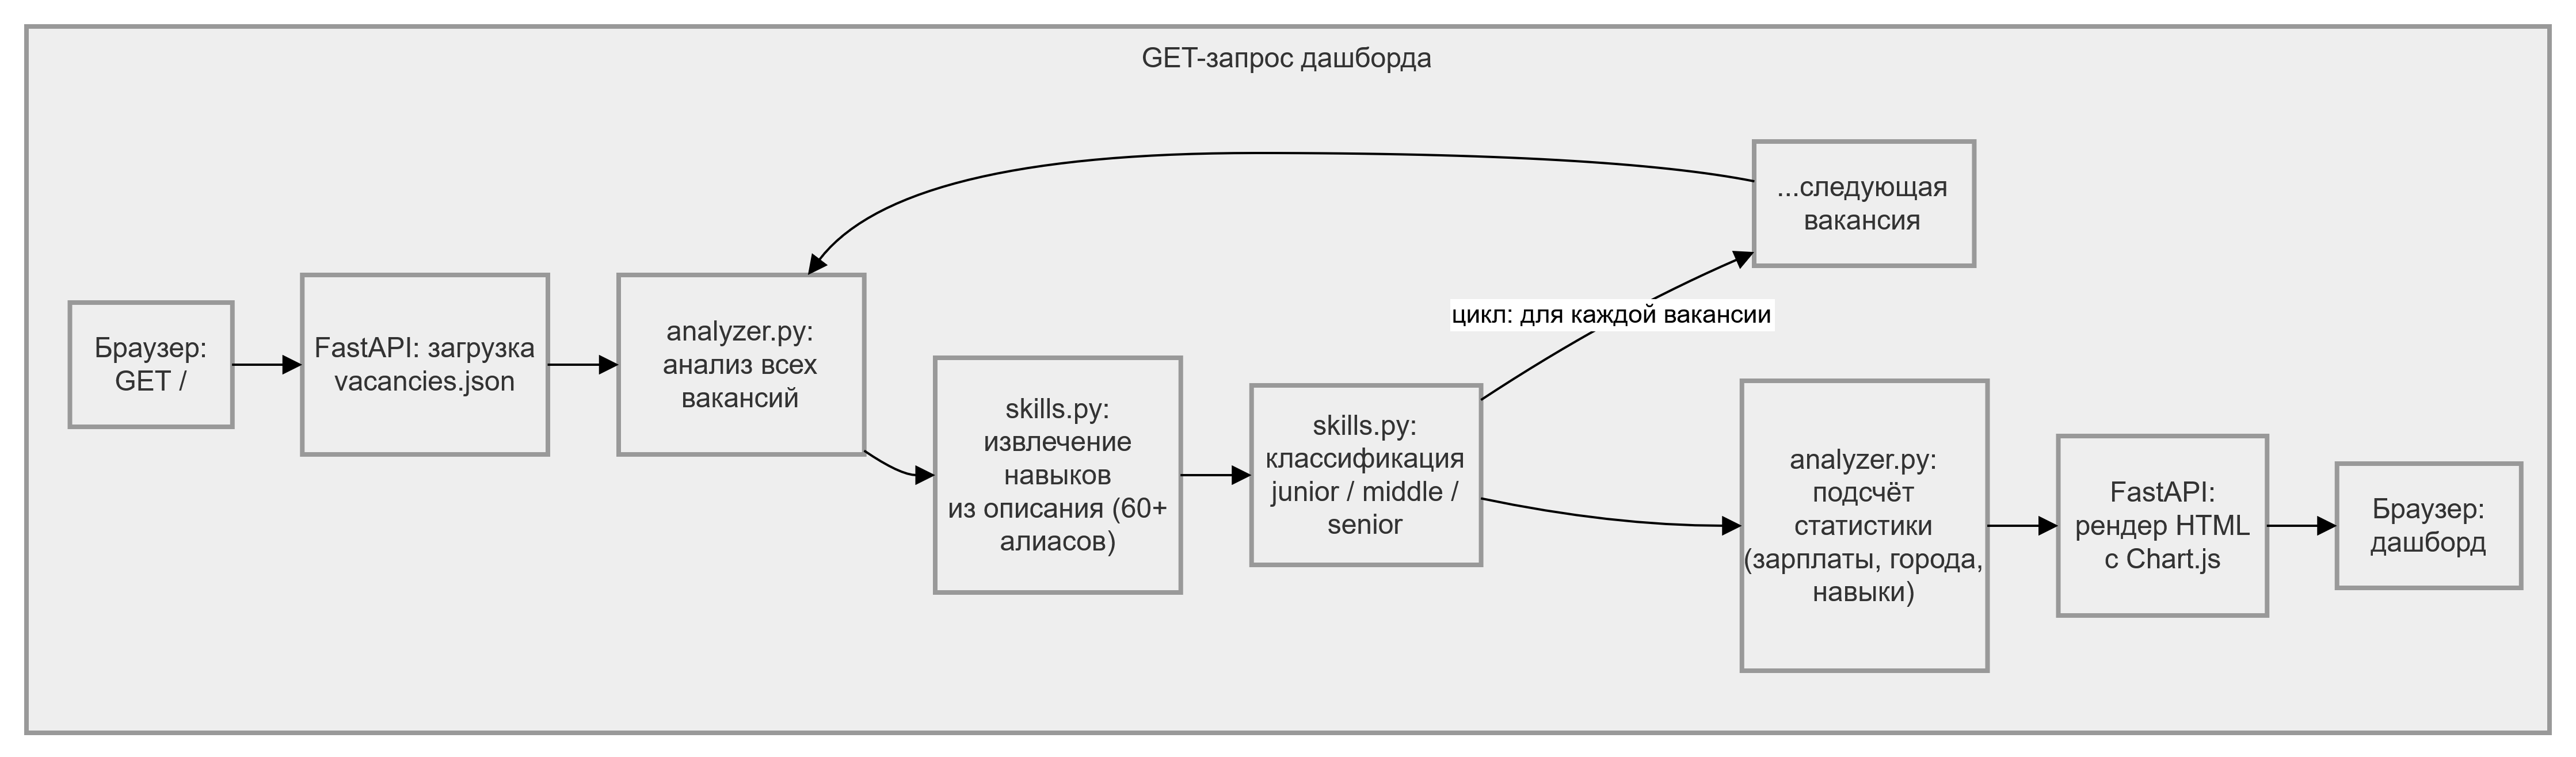 GET-запрос дашборда
Браузер:
GET /
FastAPI: загрузка
vacancies.json
analyzer.py:
анализ всех
вакансий
skills.py:
извлечение
навыков
из описания (60+
алиасов)
skills.py:
классификация
junior / middle /
senior
цикл: для каждой вакансии
...следующая
вакансия
analyzer.py:
подсчёт
статистики
(зарплаты, города,
навыки)
FastAPI:
рендер HTML
с Chart.js
Браузер:
дашборд